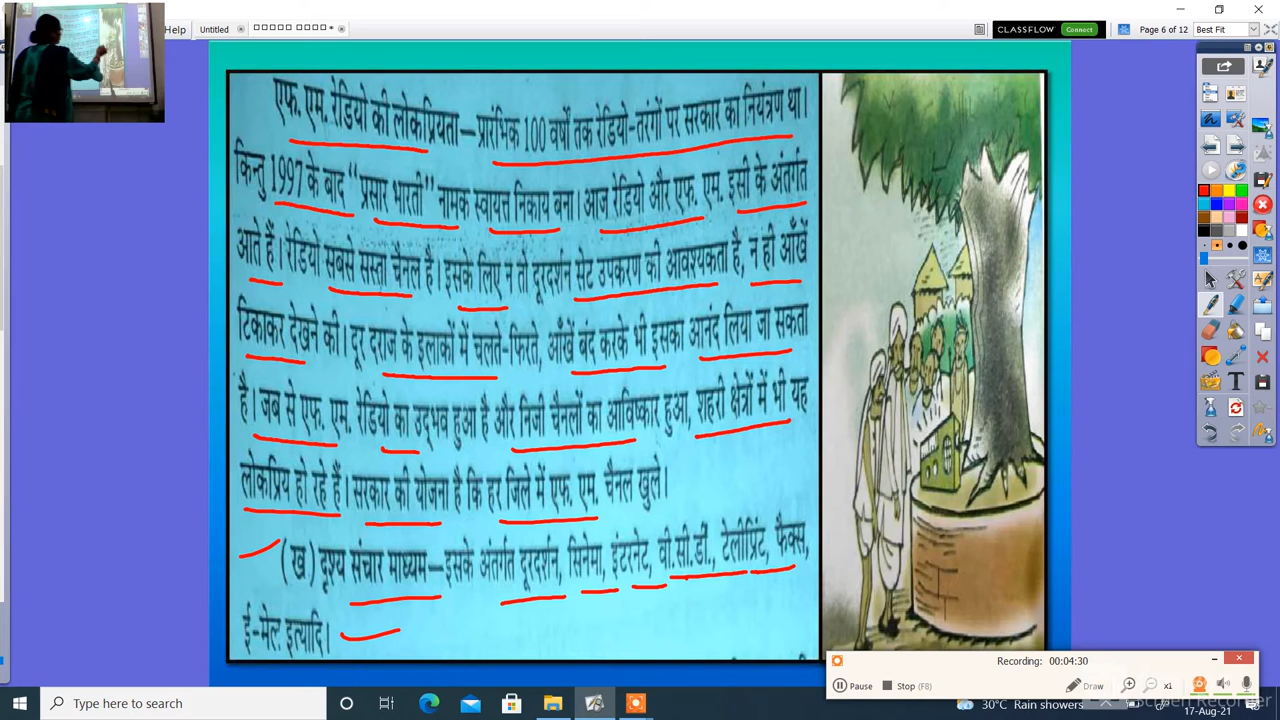 Help
Untitled
CLASSFLOW Connect
Page 6 of 12
Best Fit
एफ. एम. रेडियो की लोकप्रियता—प्रारंभिक 100 वर्षों तक रेडियो-तरंगों पर सरकार का नियंत्रण था।
किन्तु 1997 के बाद "प्रसार भारती" नामक स्वायत्त निकाय बना। आज रेडियो और एफ. एम. इसी के अंतर्गत
आते हैं। रेडियो सबसे सस्ता चैनल है। इसके लिए न तो दूरदर्शन सेट उपकरण की आवश्यकता है, न ही आँखें
टिकाकर देखने की। दूर दराज के इलाकों में चलते-फिरते, आँखें बंद करके भी इसका आनंद लिया जा सकता
है। जब से एफ. एम. रेडियो का उद्भव हुआ है और निजी चैनलों का आविष्कार हुआ, शहरी क्षेत्रों में भी यह
लोकप्रिय हो रहे हैं। सरकार की योजना है कि हर जिले में एफ. एम. चैनल खुले।
(ख) दृश्य संचार माध्यम—इसके अंतर्गत दूरदर्शन, सिनेमा, इंटरनेट, वी.सी.डी., टेलीप्रिंट, फैक्स,
ई-मेल इत्यादि।
Recording: 00:04:30
Pause
Stop (F8)
Draw
x1
Type here to search
30°C Rain showers
17-Aug-21